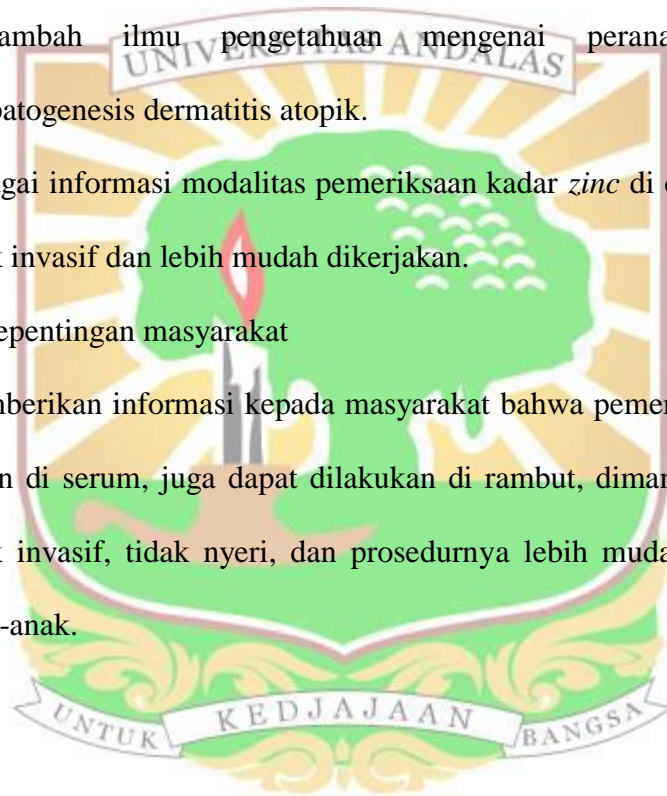 ambah ilmu pengetahuan mengenai perana
UNIVERSITAS ANDALAS
patogenesis dermatitis atopik.
gai informasi modalitas pemeriksaan kadar zinc di
k invasif dan lebih mudah dikerjakan.
epentingan masyarakat
nberikan informasi kepada masyarakat bahwa pemer
n di serum, juga dapat dilakukan di rambut, dimar
k invasif, tidak nyeri, dan prosedurnya lebih muda
-anak.
UNTUK KEDJAJAAN BANGSA